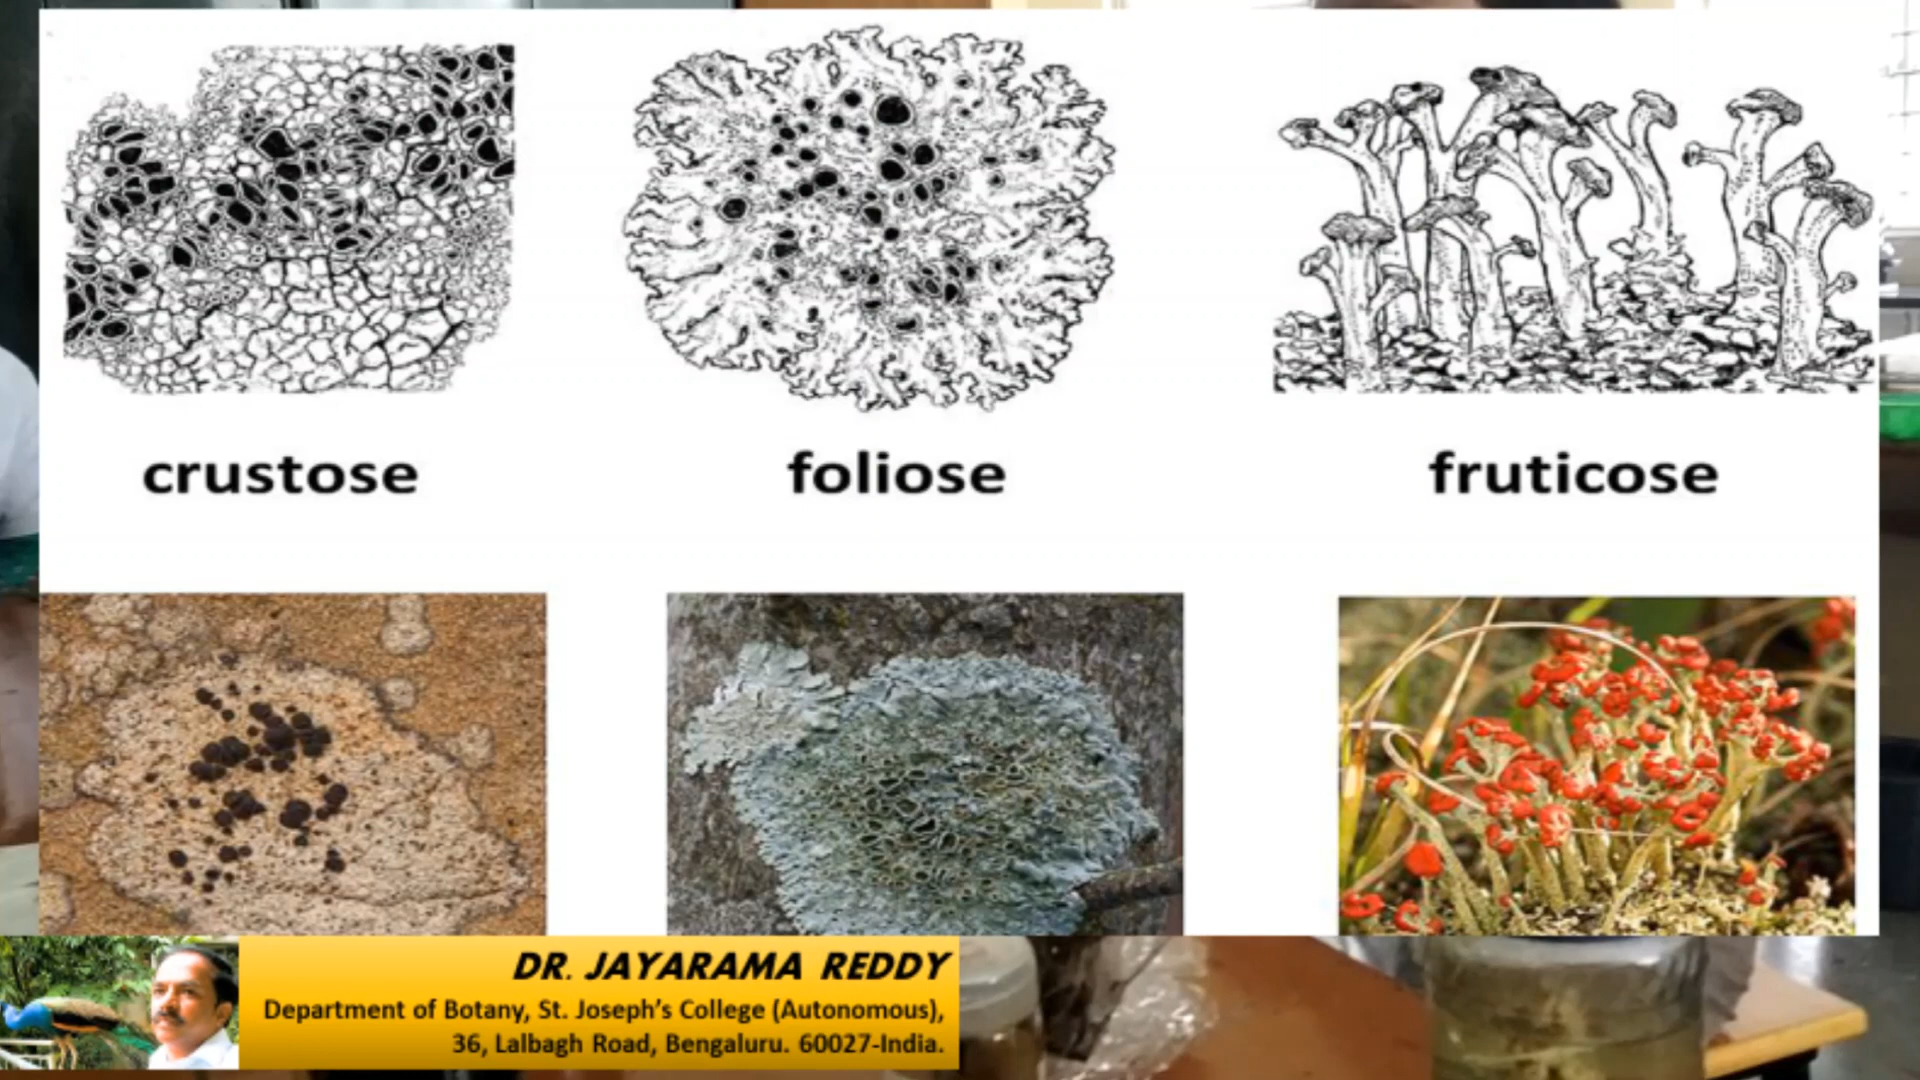 crustose
foliose
fruticose
DR. JAYARAMA REDDY
Department of Botany, St. Joseph's College (Autonomous),
36, Lalbagh Road, Bengaluru. 60027-India.